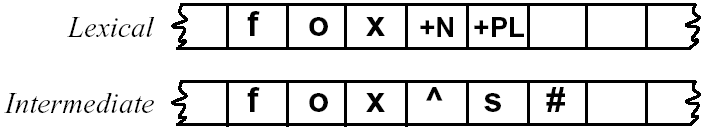 Lexical f o x +N +PL
Intermediate f o x ^ s #